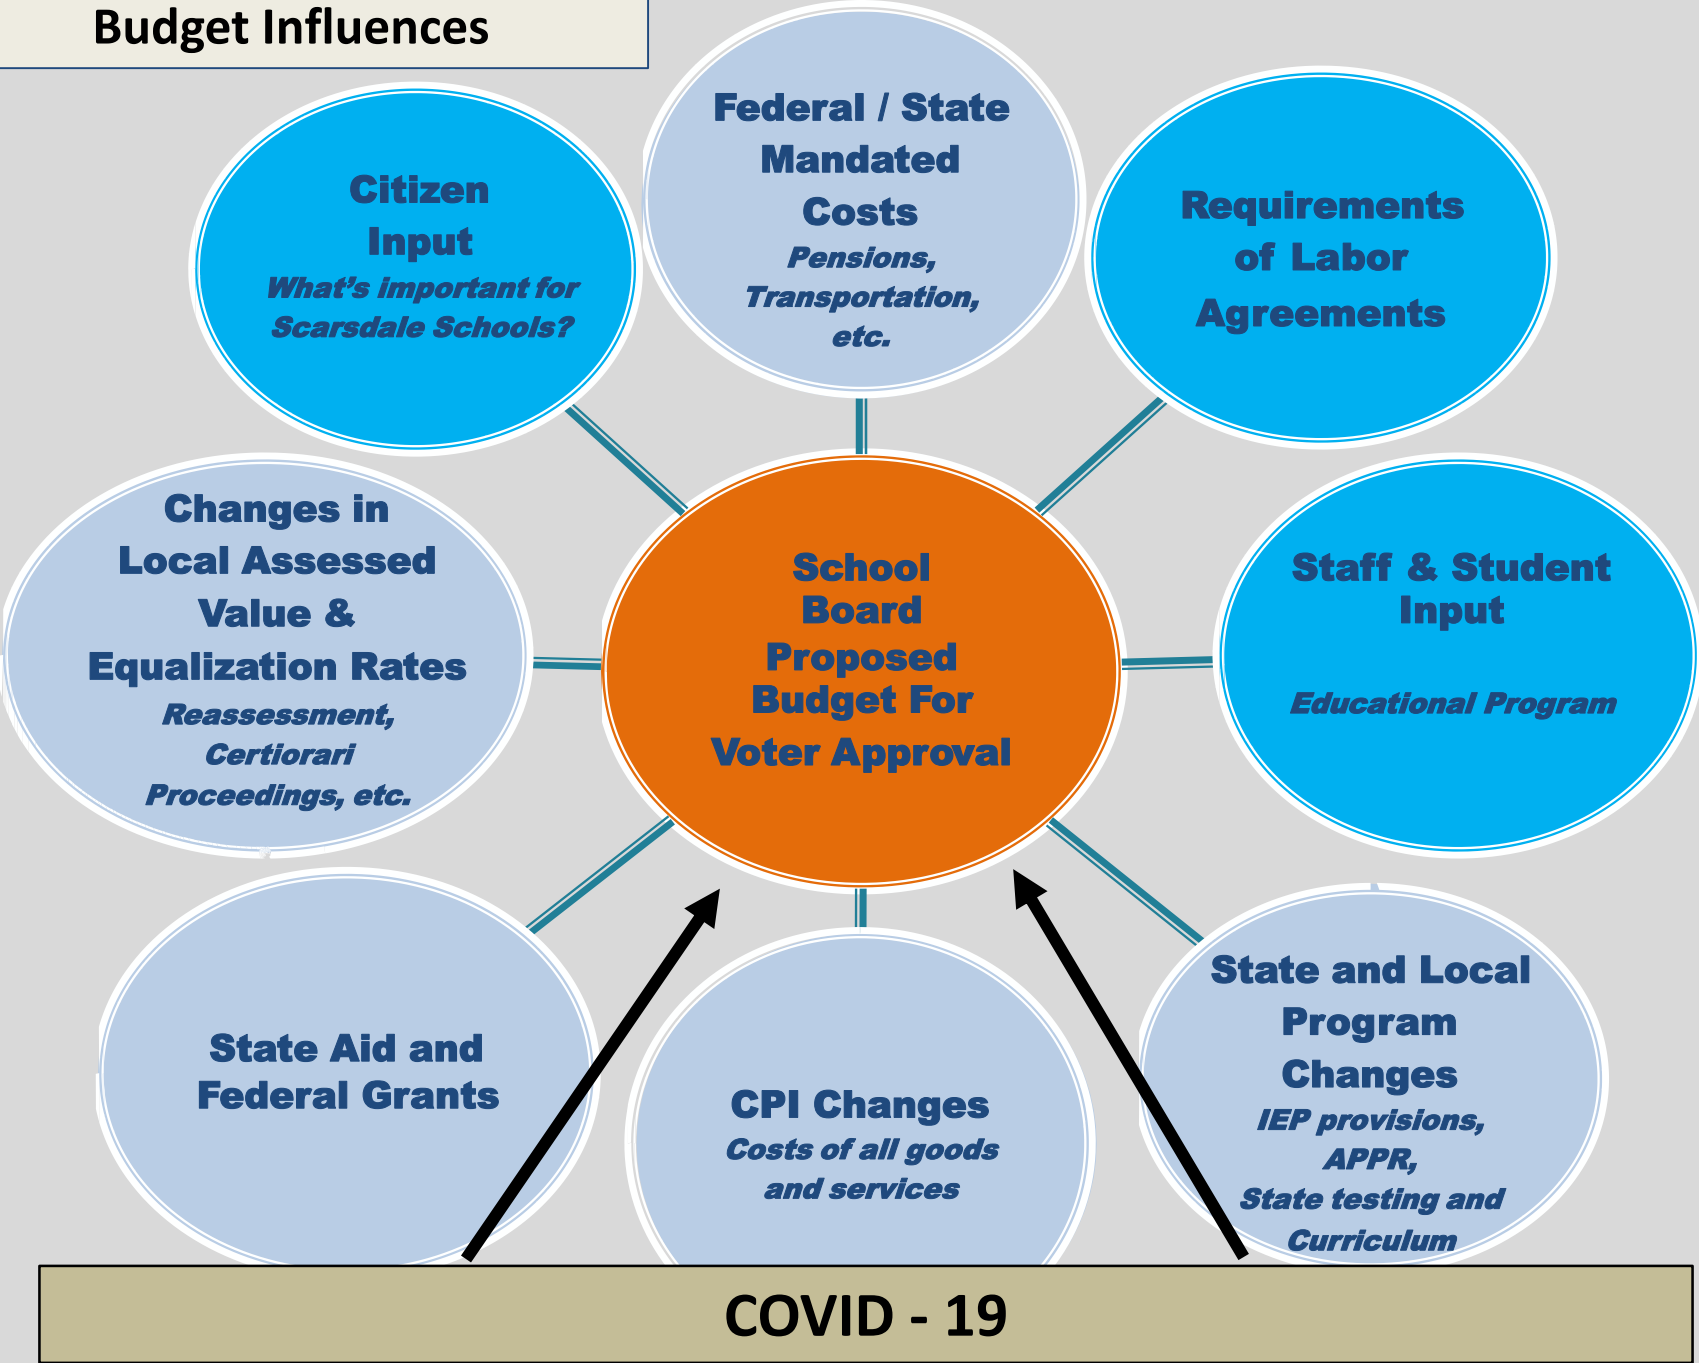 Budget Influences
Federal / State
Mandated
Costs
Pensions,
Transportation,
etc.
Citizen
Input
What's important for
Scarsdale Schools?
Requirements
of Labor
Agreements
Changes in
Local Assessed
Value &
Equalization Rates
Reassessment,
Certiorari
Proceedings, etc.
School
Board
Proposed
Budget For
Voter Approval
Staff & Student
Input
Educational Program
State Aid and
Federal Grants
CPI Changes
Costs of all goods
and services
State and Local
Program
Changes
IEP provisions,
APPR,
State testing and
Curriculum
COVID - 19